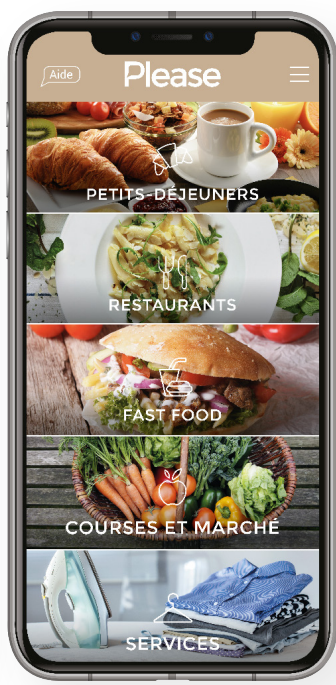 Aide
Please
PETITS-DÉJEUNERS
RESTAURANTS
FAST FOOD
COURSES ET MARCHÉ
SERVICES